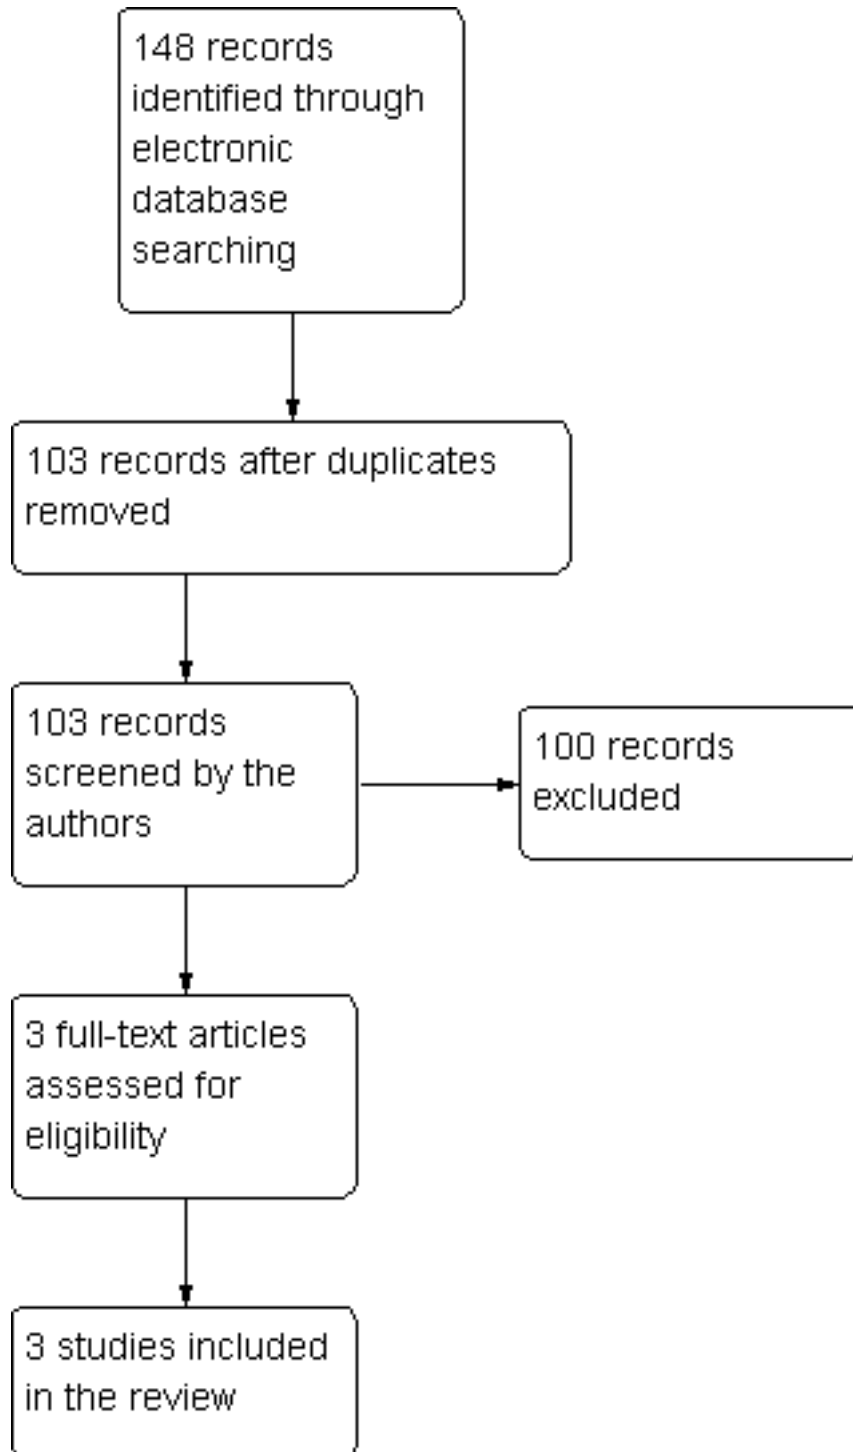 148 records
identified through
electronic
database
searching
103 records after duplicates
removed
103 records
screened by the
authors
100 records
excluded
3 full-text articles
assessed for
eligibility
3 studies included
in the review